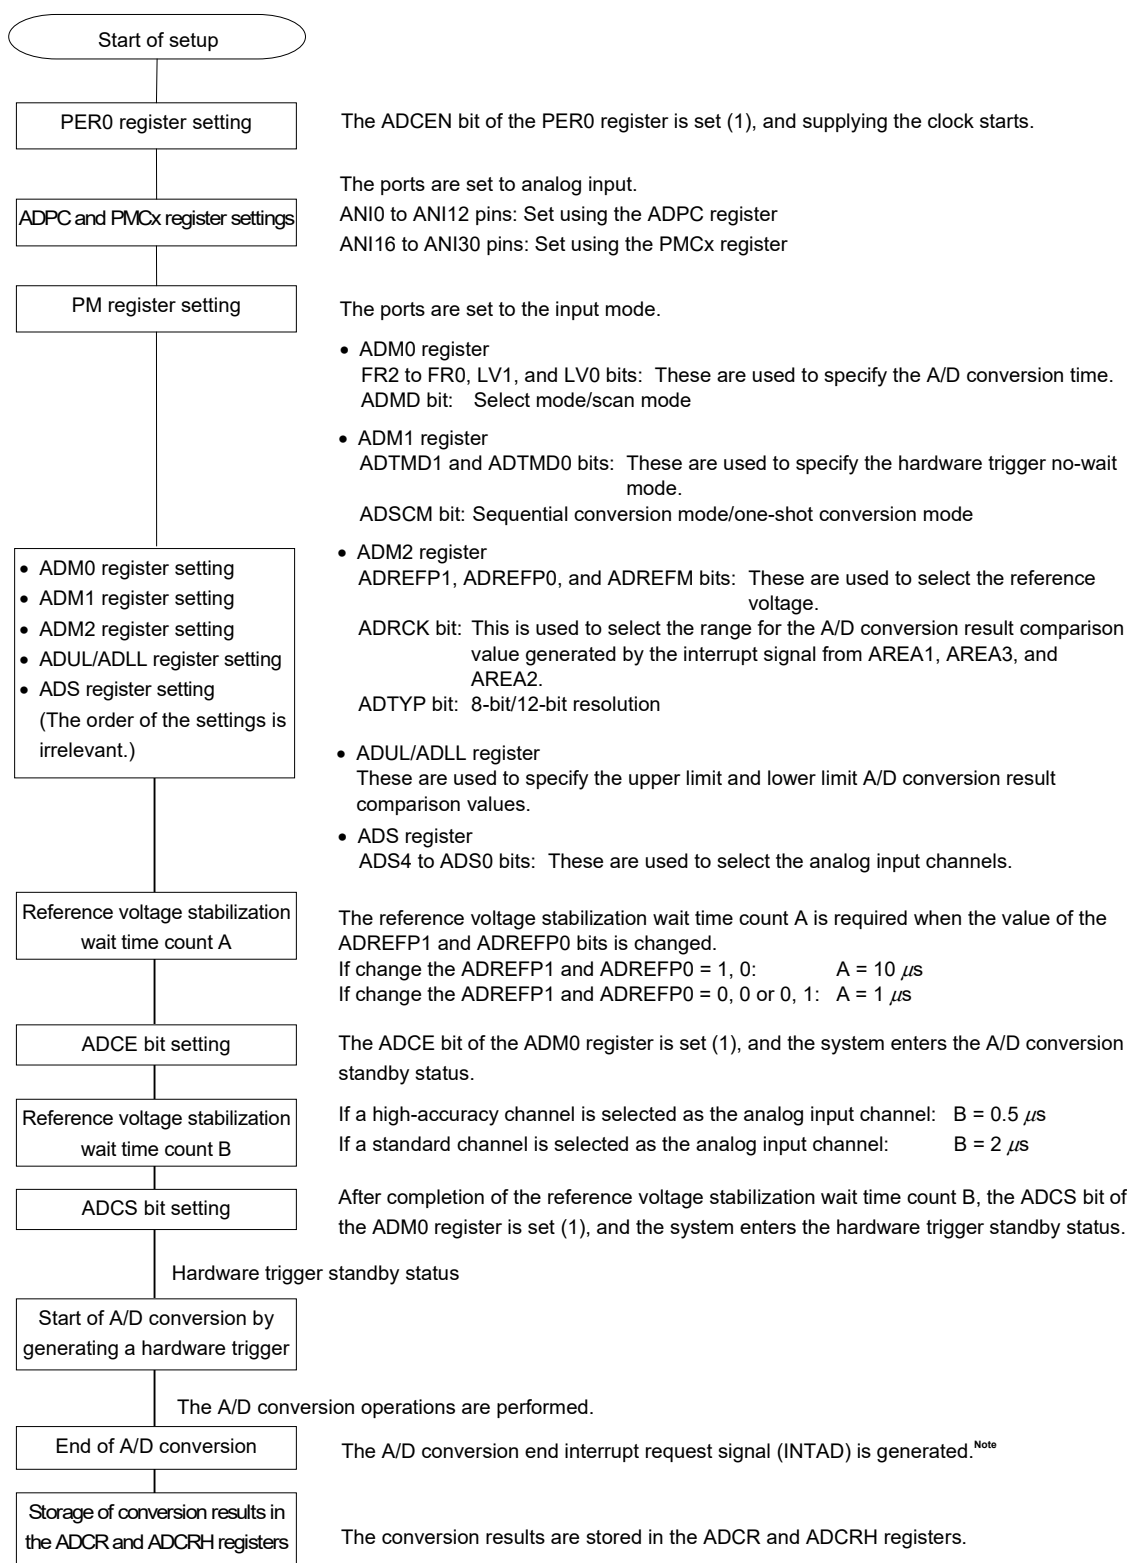 Start of setup
PER0 register setting
The ADCEN bit of the PER0 register is set (1), and supplying the clock starts.
ADPC and PMCx register settings
The ports are set to analog input.
ANI0 to ANI12 pins: Set using the ADPC register
ANI16 to ANI30 pins: Set using the PMCx register
PM register setting
The ports are set to the input mode.
• ADM0 register setting
• ADM1 register setting
• ADM2 register setting
• ADUL/ADLL register setting
• ADS register setting
(The order of the settings is
irrelevant.)
• ADM0 register
FR2 to FR0, LV1, and LV0 bits: These are used to specify the A/D conversion time.
ADMD bit: Select mode/scan mode
• ADM1 register
ADTMD1 and ADTMD0 bits: These are used to specify the hardware trigger no-wait
mode.
ADSCM bit: Sequential conversion mode/one-shot conversion mode
• ADM2 register
ADREFP1, ADREFP0, and ADREFM bits: These are used to select the reference
voltage.
ADRCK bit: This is used to select the range for the A/D conversion result comparison
value generated by the interrupt signal from AREA1, AREA3, and
AREA2.
ADTYP bit: 8-bit/12-bit resolution
• ADUL/ADLL register
These are used to specify the upper limit and lower limit A/D conversion result
comparison values.
• ADS register
ADS4 to ADS0 bits: These are used to select the analog input channels.
Reference voltage stabilization
wait time count A
The reference voltage stabilization wait time count A is required when the value of the
ADREFP1 and ADREFP0 bits is changed.
If change the ADREFP1 and ADREFP0 = 1, 0: A = 10 μs
If change the ADREFP1 and ADREFP0 = 0, 0 or 0, 1: A = 1 μs
ADCE bit setting
The ADCE bit of the ADM0 register is set (1), and the system enters the A/D conversion
standby status.
Reference voltage stabilization
wait time count B
If a high-accuracy channel is selected as the analog input channel: B = 0.5 μs
If a standard channel is selected as the analog input channel: B = 2 μs
ADCS bit setting
After completion of the reference voltage stabilization wait time count B, the ADCS bit of
the ADM0 register is set (1), and the system enters the hardware trigger standby status.
Hardware trigger standby status
Start of A/D conversion by
generating a hardware trigger
The A/D conversion operations are performed.
End of A/D conversion
The A/D conversion end interrupt request signal (INTAD) is generated.Note
Storage of conversion results in
the ADCR and ADCRH registers
The conversion results are stored in the ADCR and ADCRH registers.